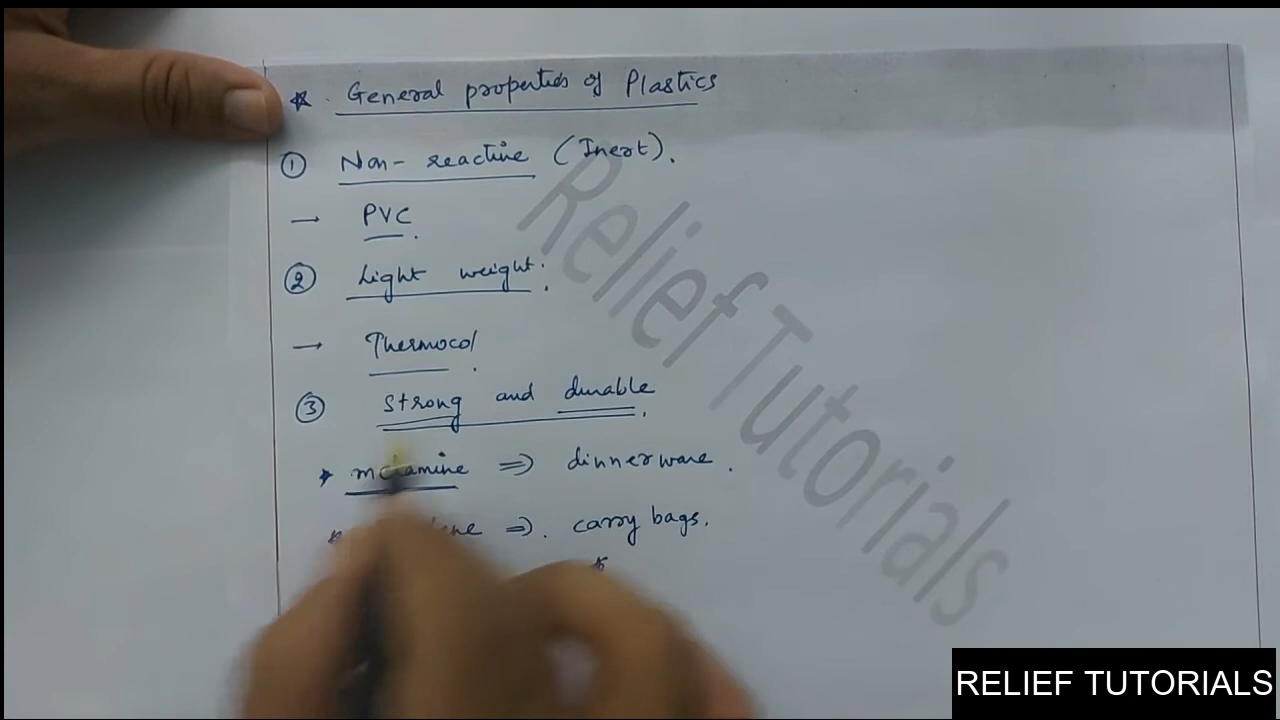 General properties of Plastics
① Non-reactive (Inert).
→ PVC.
② Light weight.
→ Thermocol.
③ Strong and durable.
melamine ⇒ dinnerware.
⇒ carry bags.
Relief Tutorials
RELIEF TUTORIALS